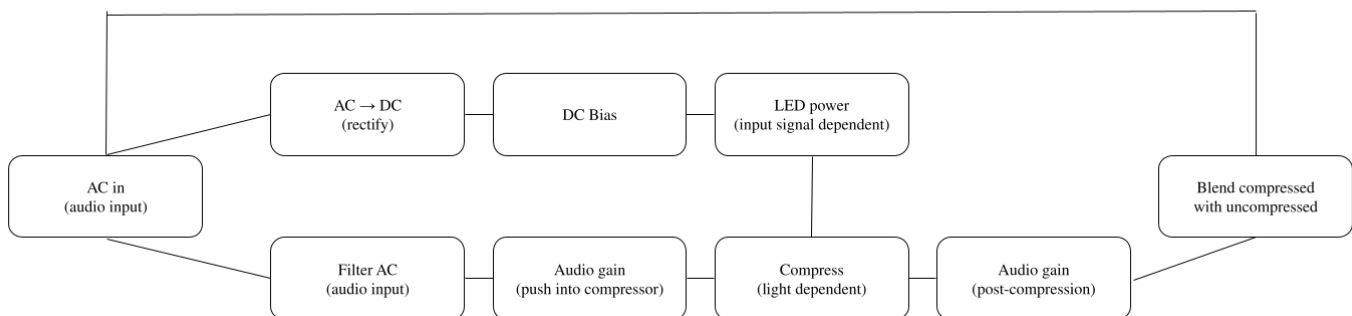 AC → DC
(rectify)
DC Bias
LED power
(input signal dependent)
AC in
(audio input)
Blend compressed
with uncompressed
Filter AC
(audio input)
Audio gain
(push into compressor)
Compress
(light dependent)
Audio gain
(post-compression)